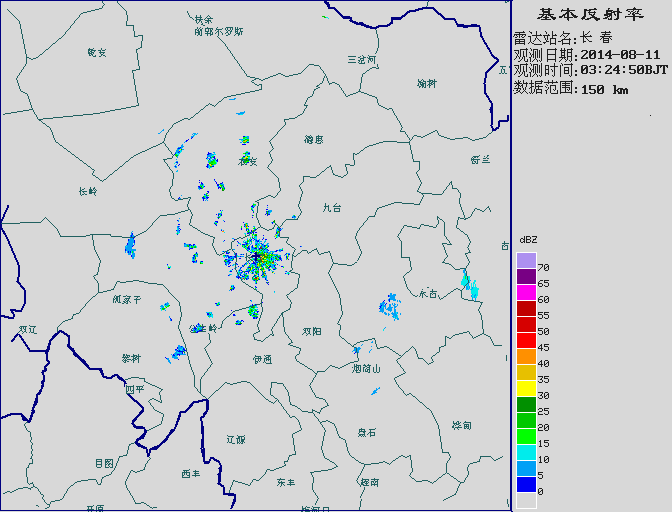 基本反射率
雷达站名:长 春
观测日期:2014-08-11
观测时间:03:24:50BJT
数据范围:150 km
扶余
前郭尔罗斯
乾安
三岔河
榆树
五
德惠
农安
舒兰
长岭
九台
吉
永吉
双辽
公主岭
双阳
梨树
伊通
烟筒山
四平
辽源
盘石
桦甸
昌图
西丰
东丰
辉南
开原
梅河口
dBZ
70
65
60
55
50
45
40
35
30
25
20
15
10
5
0